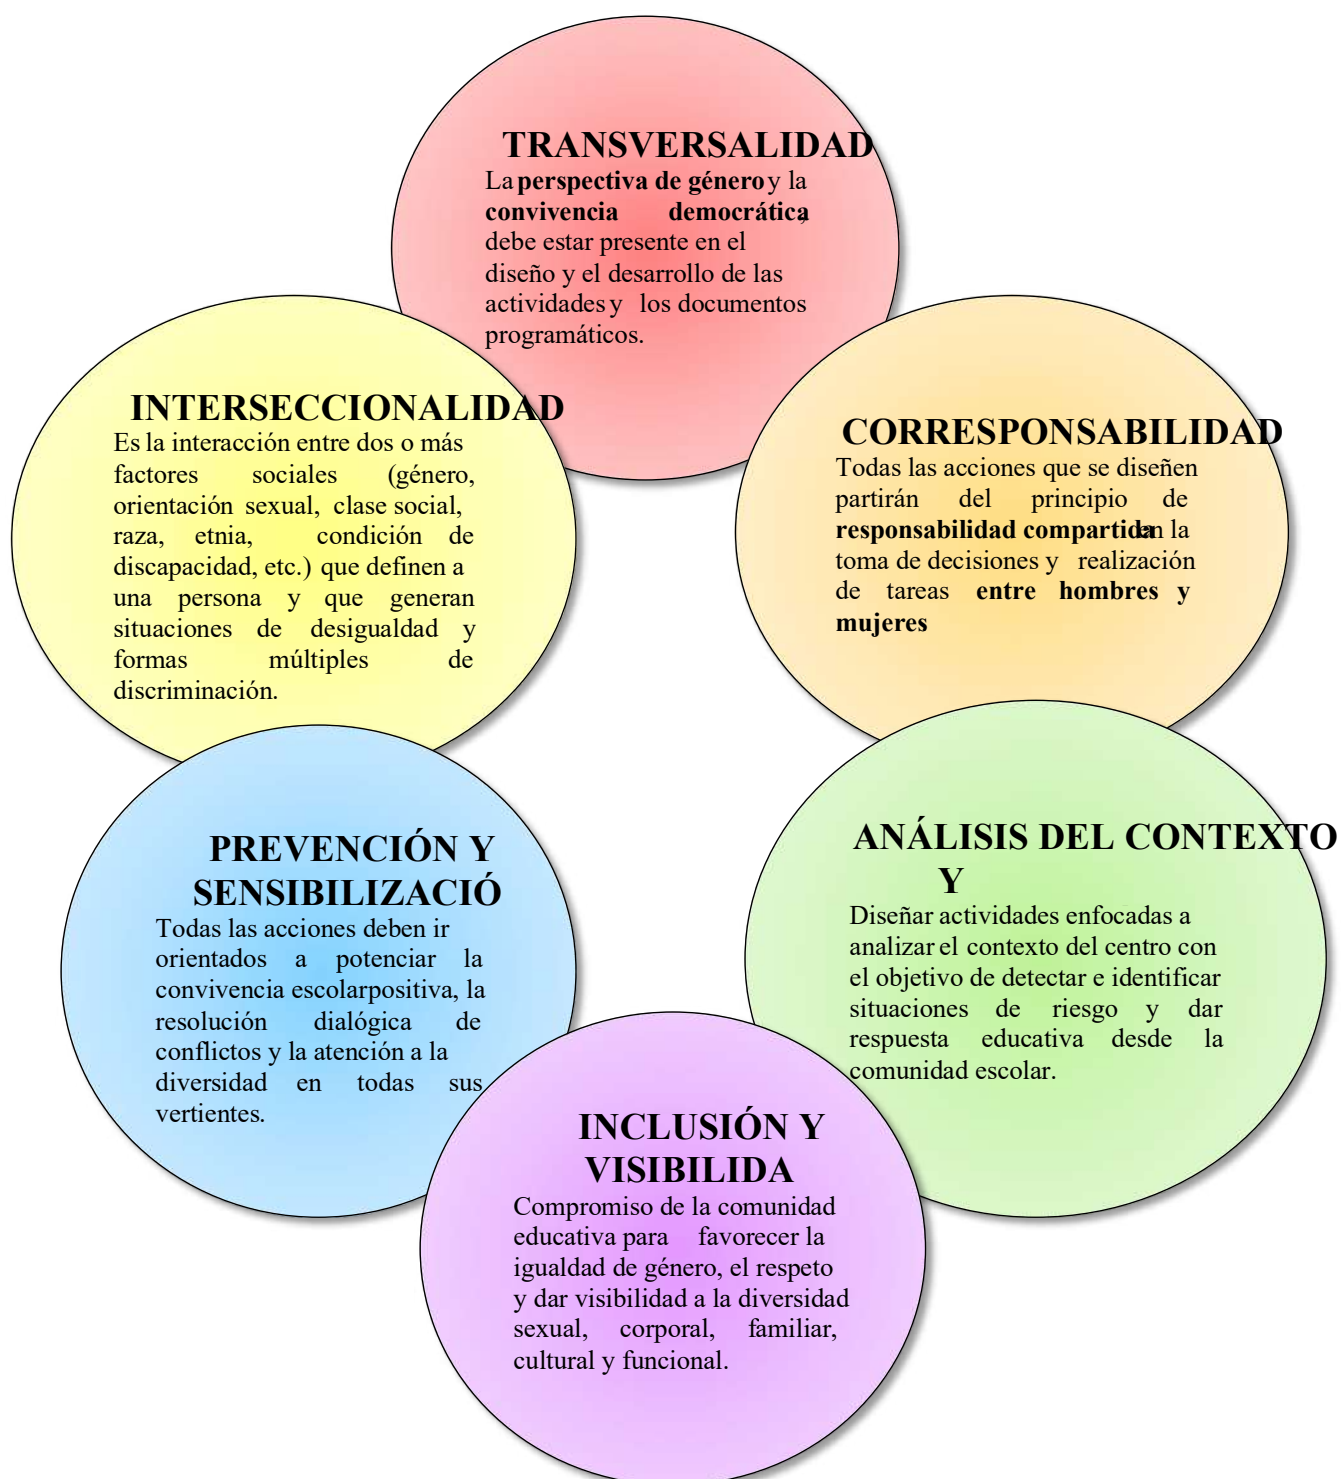 TRANSVERSALIDAD
La perspectiva de género y la
convivencia democrática,
debe estar presente en el
diseño y el desarrollo de las
actividades y los documentos
programáticos.
INTERSECCIONALIDAD
Es la interacción entre dos o más
factores sociales (género,
orientación sexual, clase social,
raza, etnia, condición de
discapacidad, etc.) que definen a
una persona y que generan
situaciones de desigualdad y
formas múltiples de
discriminación.
CORRESPONSABILIDAD
Todas las acciones que se diseñen
partirán del principio de
responsabilidad compartida en la
toma de decisiones y realización
de tareas entre hombres y
mujeres
PREVENCIÓN Y
SENSIBILIZACIÓ
Todas las acciones deben ir
orientados a potenciar la
convivencia escolar positiva, la
resolución dialógica de
conflictos y la atención a la
diversidad en todas sus
vertientes.
ANÁLISIS DEL CONTEXTO
Y
Diseñar actividades enfocadas a
analizar el contexto del centro con
el objetivo de detectar e identificar
situaciones de riesgo y dar
respuesta educativa desde la
comunidad escolar.
INCLUSIÓN Y
VISIBILIDA
Compromiso de la comunidad
educativa para favorecer la
igualdad de género, el respeto
y dar visibilidad a la diversidad
sexual, corporal, familiar,
cultural y funcional.